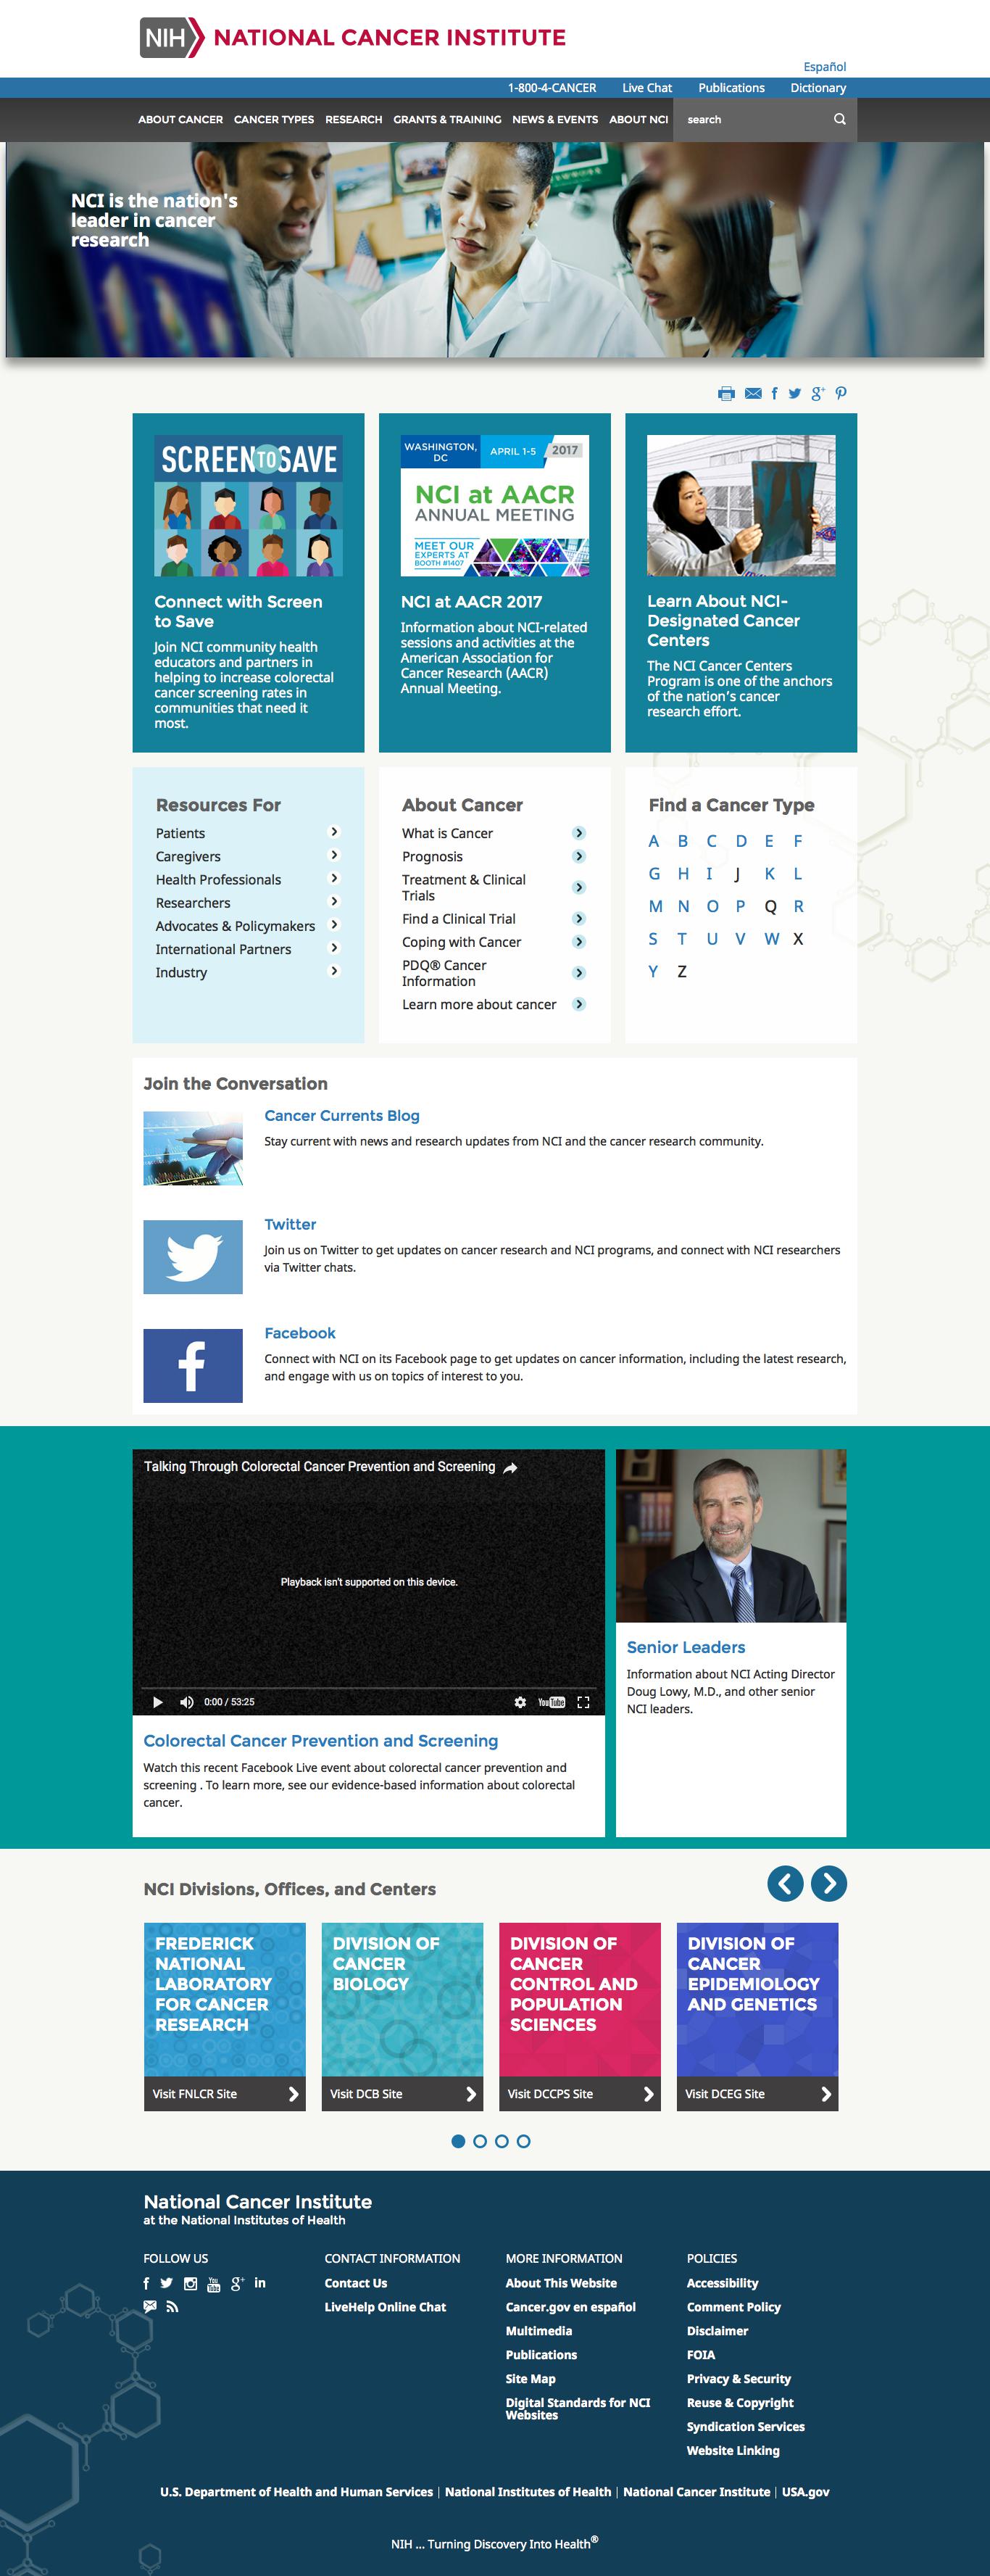 NIH NATIONAL CANCER INSTITUTE
Español
1-800-4-CANCER Live Chat Publications Dictionary
ABOUT CANCER CANCER TYPES RESEARCH GRANTS & TRAINING NEWS & EVENTS ABOUT NCI search
NCI is the nation's
leader in cancer
research
SCREEN TO SAVE
Connect with Screen
to Save
Join NCI community health
educators and partners in
helping to increase colorectal
cancer screening rates in
communities that need it
most.
WASHINGTON,
DC
APRIL 1-5 2017
NCI at AACR
ANNUAL MEETING
MEET OUR
EXPERTS AT
BOOTH #1407
NCI at AACR 2017
Information about NCI-related
sessions and activities at the
American Association for
Cancer Research (AACR)
Annual Meeting.
Learn About NCI-
Designated Cancer
Centers
The NCI Cancer Centers
Program is one of the anchors
of the nation’s cancer
research effort.
Resources For
Patients
Caregivers
Health Professionals
Researchers
Advocates & Policymakers
International Partners
Industry
About Cancer
What is Cancer
Prognosis
Treatment & Clinical
Trials
Find a Clinical Trial
Coping with Cancer
PDQ® Cancer
Information
Learn more about cancer
Find a Cancer Type
A B C D E F
G H I J K L
M N O P Q R
S T U V W X
Y Z
Join the Conversation
Cancer Currents Blog
Stay current with news and research updates from NCI and the cancer research community.
Twitter
Join us on Twitter to get updates on cancer research and NCI programs, and connect with NCI researchers
via Twitter chats.
Facebook
Connect with NCI on its Facebook page to get updates on cancer information, including the latest research,
and engage with us on topics of interest to you.
Talking Through Colorectal Cancer Prevention and Screening
Playback isn't supported on this device.
0:00 / 53:25 YouTube
Colorectal Cancer Prevention and Screening
Watch this recent Facebook Live event about colorectal cancer prevention and
screening . To learn more, see our evidence-based information about colorectal
cancer.
Senior Leaders
Information about NCI Acting Director
Doug Lowy, M.D., and other senior
NCI leaders.
NCI Divisions, Offices, and Centers
FREDERICK
NATIONAL
LABORATORY
FOR CANCER
RESEARCH
Visit FNLCR Site
DIVISION OF
CANCER
BIOLOGY
Visit DCB Site
DIVISION OF
CANCER
CONTROL AND
POPULATION
SCIENCES
Visit DCCPS Site
DIVISION OF
CANCER
EPIDEMIOLOGY
AND GENETICS
Visit DCEG Site
National Cancer Institute
at the National Institutes of Health
FOLLOW US
CONTACT INFORMATION
Contact Us
LiveHelp Online Chat
MORE INFORMATION
About This Website
Cancer.gov en español
Multimedia
Publications
Site Map
Digital Standards for NCI
Websites
POLICIES
Accessibility
Comment Policy
Disclaimer
FOIA
Privacy & Security
Reuse & Copyright
Syndication Services
Website Linking
U.S. Department of Health and Human Services | National Institutes of Health | National Cancer Institute | USA.gov
NIH ... Turning Discovery Into Health®